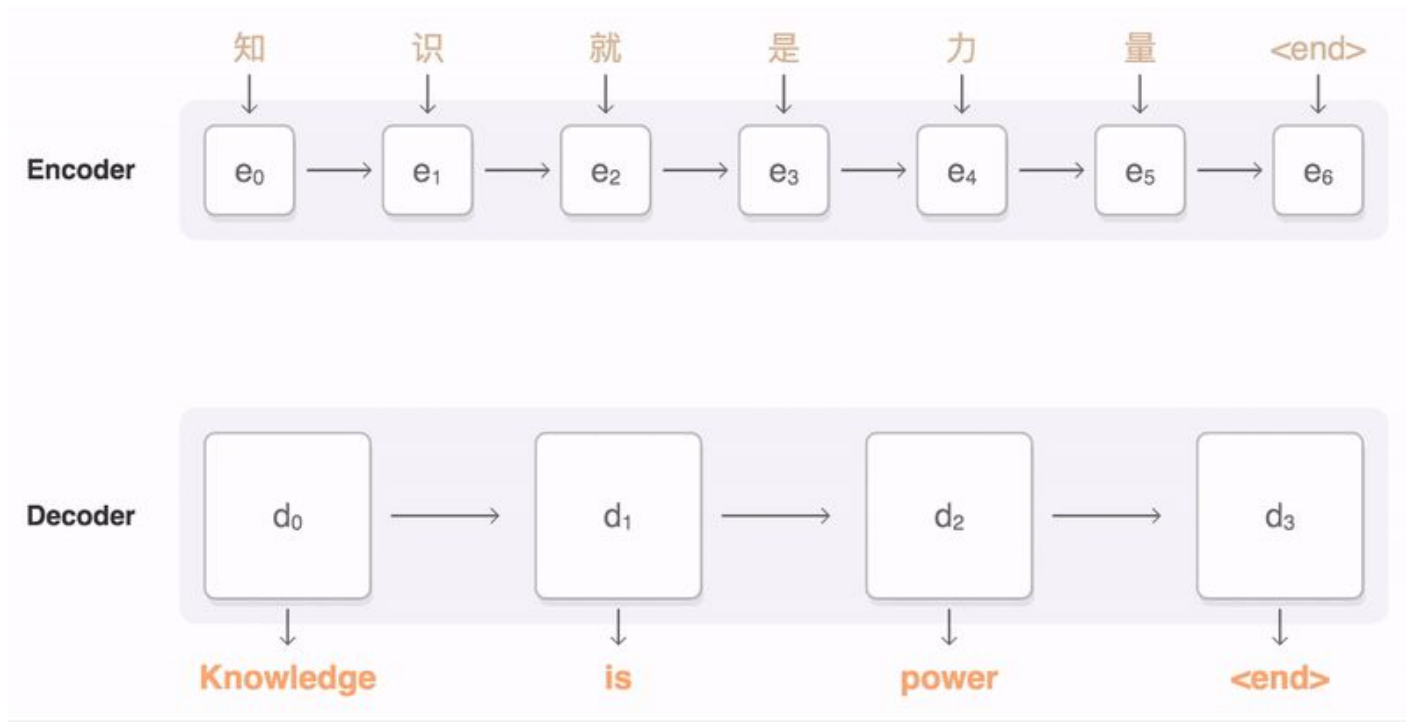 知 识 就 是 力 量 <end>
Encoder e₀ e₁ e₂ e₃ e₄ e₅ e₆
Decoder d₀ d₁ d₂ d₃
Knowledge is power <end>